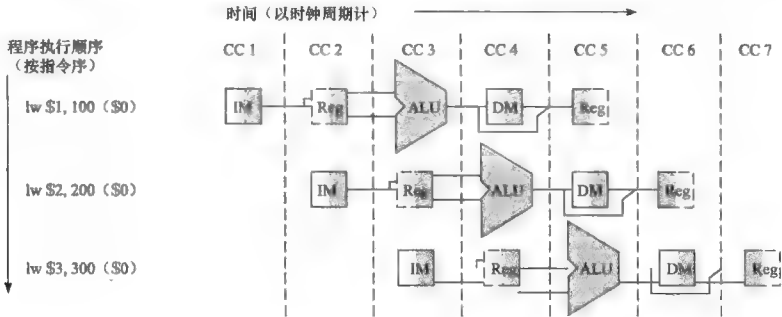 时间（以时钟周期计）
程序执行顺序
（按指令序）
CC 1 CC 2 CC 3 CC 4 CC 5 CC 6 CC 7
lw $1, 100（$0） IM Reg ALU DM Reg
lw $2, 200（$0） IM Reg ALU DM Reg
lw $3, 300（$0） IM Reg ALU DM Reg